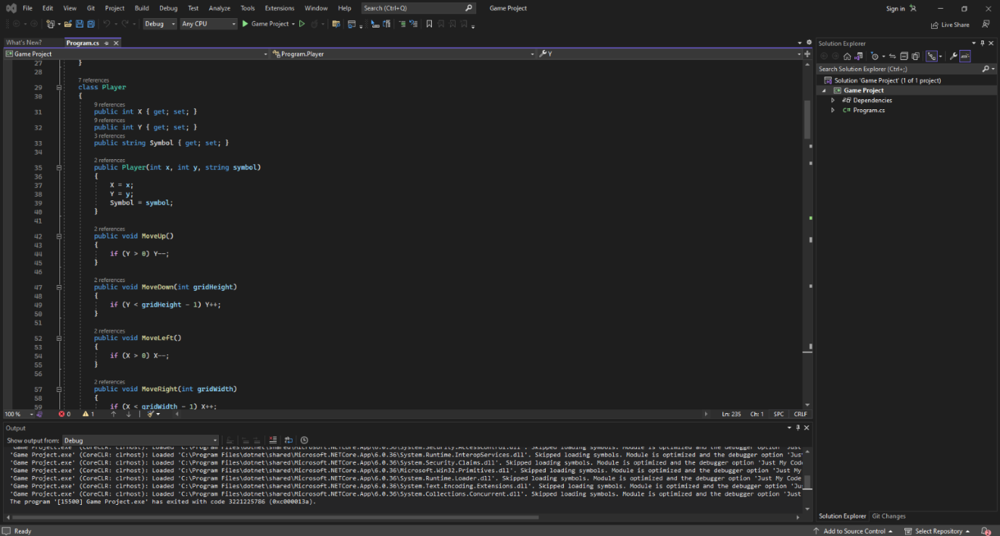 File Edit View Git Project Build Debug Test Analyze Tools Extensions Window Help Search (Ctrl+Q) Game Project Sign in
Debug Any CPU Game Project Live Share
What's New? Program.cs
Game Project Program.Player Y
27 }
28
7 references
29 class Player
30 {
9 references
31 public int X { get; set; }
9 references
32 public int Y { get; set; }
3 references
33 public string Symbol { get; set; }
34
2 references
35 public Player(int x, int y, string symbol)
36 {
37 X = x;
38 Y = y;
39 Symbol = symbol;
40 }
41
2 references
42 public void MoveUp()
43 {
44 if (Y > 0) Y--;
45 }
46
2 references
47 public void MoveDown(int gridHeight)
48 {
49 if (Y < gridHeight - 1) Y++;
50 }
51
2 references
52 public void MoveLeft()
53 {
54 if (X > 0) X--;
55 }
56
2 references
57 public void MoveRight(int gridWidth)
58 {
59 if (X < gridWidth - 1) X++;
100 % 0 1 Ln: 235 Ch: 1 SPC CRLF
Output
Show output from: Debug
'Game Project.exe' (CoreCLR: clrhost): Loaded 'C:\Program Files\dotnet\shared\Microsoft.NETCore.App\6.0.36\System.Security.AccessControl.dll'. Skipped loading symbols. Module is optimized and the debugger option 'Just
'Game Project.exe' (CoreCLR: clrhost): Loaded 'C:\Program Files\dotnet\shared\Microsoft.NETCore.App\6.0.36\System.Runtime.InteropServices.dll'. Skipped loading symbols. Module is optimized and the debugger option 'Jus
'Game Project.exe' (CoreCLR: clrhost): Loaded 'C:\Program Files\dotnet\shared\Microsoft.NETCore.App\6.0.36\System.Security.Claims.dll'. Skipped loading symbols. Module is optimized and the debugger option 'Just My Cod
'Game Project.exe' (CoreCLR: clrhost): Loaded 'C:\Program Files\dotnet\shared\Microsoft.NETCore.App\6.0.36\Microsoft.Win32.Primitives.dll'. Skipped loading symbols. Module is optimized and the debugger option 'Just My
'Game Project.exe' (CoreCLR: clrhost): Loaded 'C:\Program Files\dotnet\shared\Microsoft.NETCore.App\6.0.36\System.Runtime.Loader.dll'. Skipped loading symbols. Module is optimized and the debugger option 'Just My Code
'Game Project.exe' (CoreCLR: clrhost): Loaded 'C:\Program Files\dotnet\shared\Microsoft.NETCore.App\6.0.36\System.Text.Encoding.Extensions.dll'. Skipped loading symbols. Module is optimized and the debugger option 'Ju
'Game Project.exe' (CoreCLR: clrhost): Loaded 'C:\Program Files\dotnet\shared\Microsoft.NETCore.App\6.0.36\System.Collections.Concurrent.dll'. Skipped loading symbols. Module is optimized and the debugger option 'Just
The program '[15500] Game Project.exe' has exited with code 3221225786 (0xc000013a).
Solution Explorer
Search Solution Explorer (Ctrl+;)
Solution 'Game Project' (1 of 1 project)
Game Project
Dependencies
C# Program.cs
Solution Explorer Git Changes
Ready Add to Source Control Select Repository 2